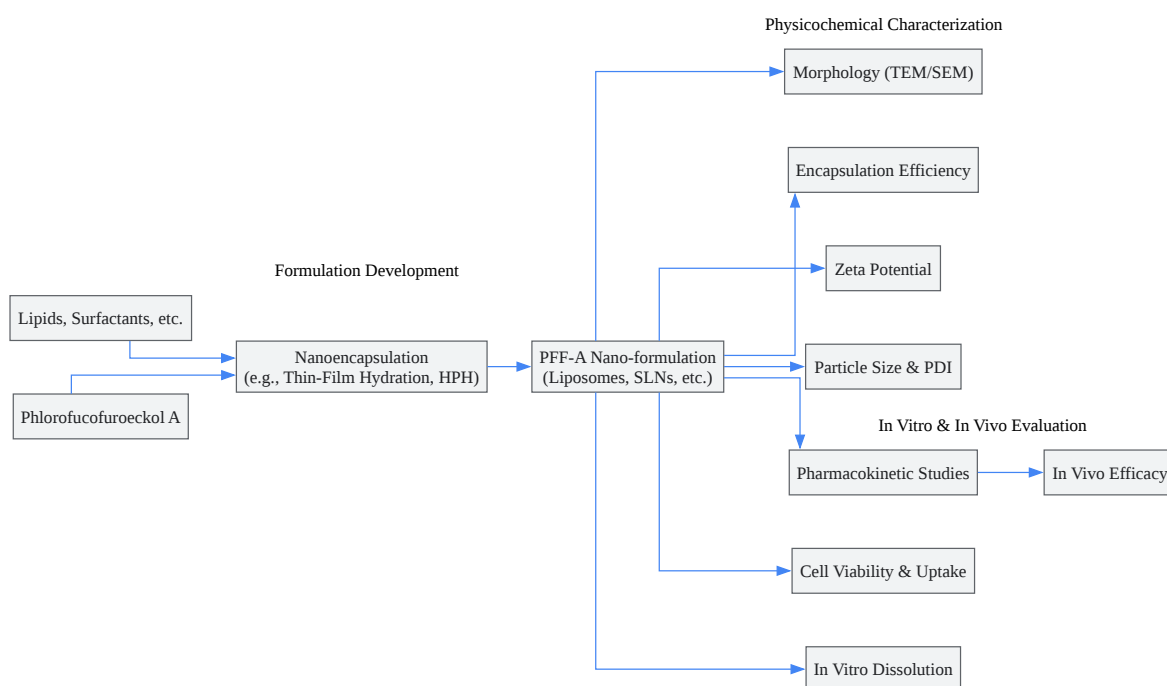 Physicochemical Characterization
Morphology (TEM/SEM)
Encapsulation Efficiency
Zeta Potential
Formulation Development
Lipids, Surfactants, etc.
Nanoencapsulation
(e.g., Thin-Film Hydration, HPH)
PFF-A Nano-formulation
(Liposomes, SLNs, etc.)
Particle Size & PDI
Phlorofucofuroeckol A
In Vitro & In Vivo Evaluation
Pharmacokinetic Studies
In Vivo Efficacy
Cell Viability & Uptake
In Vitro Dissolution